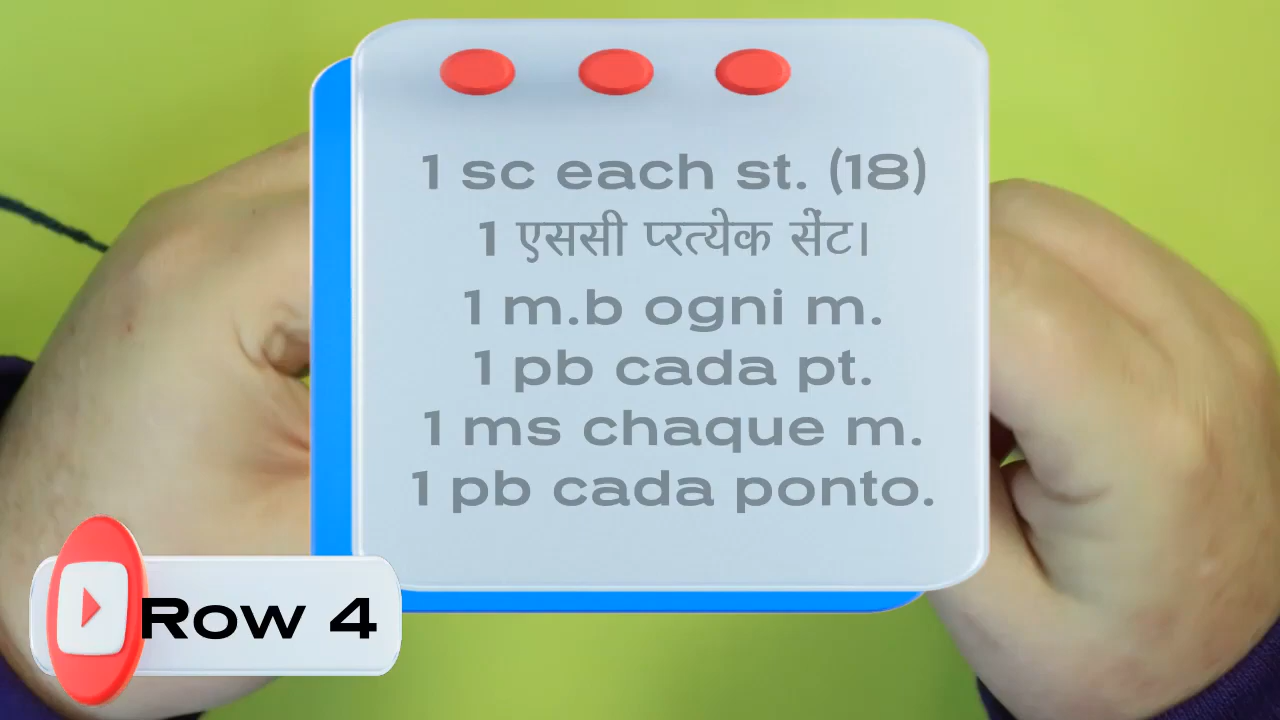 1 sc each st. (18)
1 एससी प्रत्येक सेंट।
1 m.b ogni m.
1 pb cada pt.
1 ms chaque m.
1 pb cada ponto.
Row 4